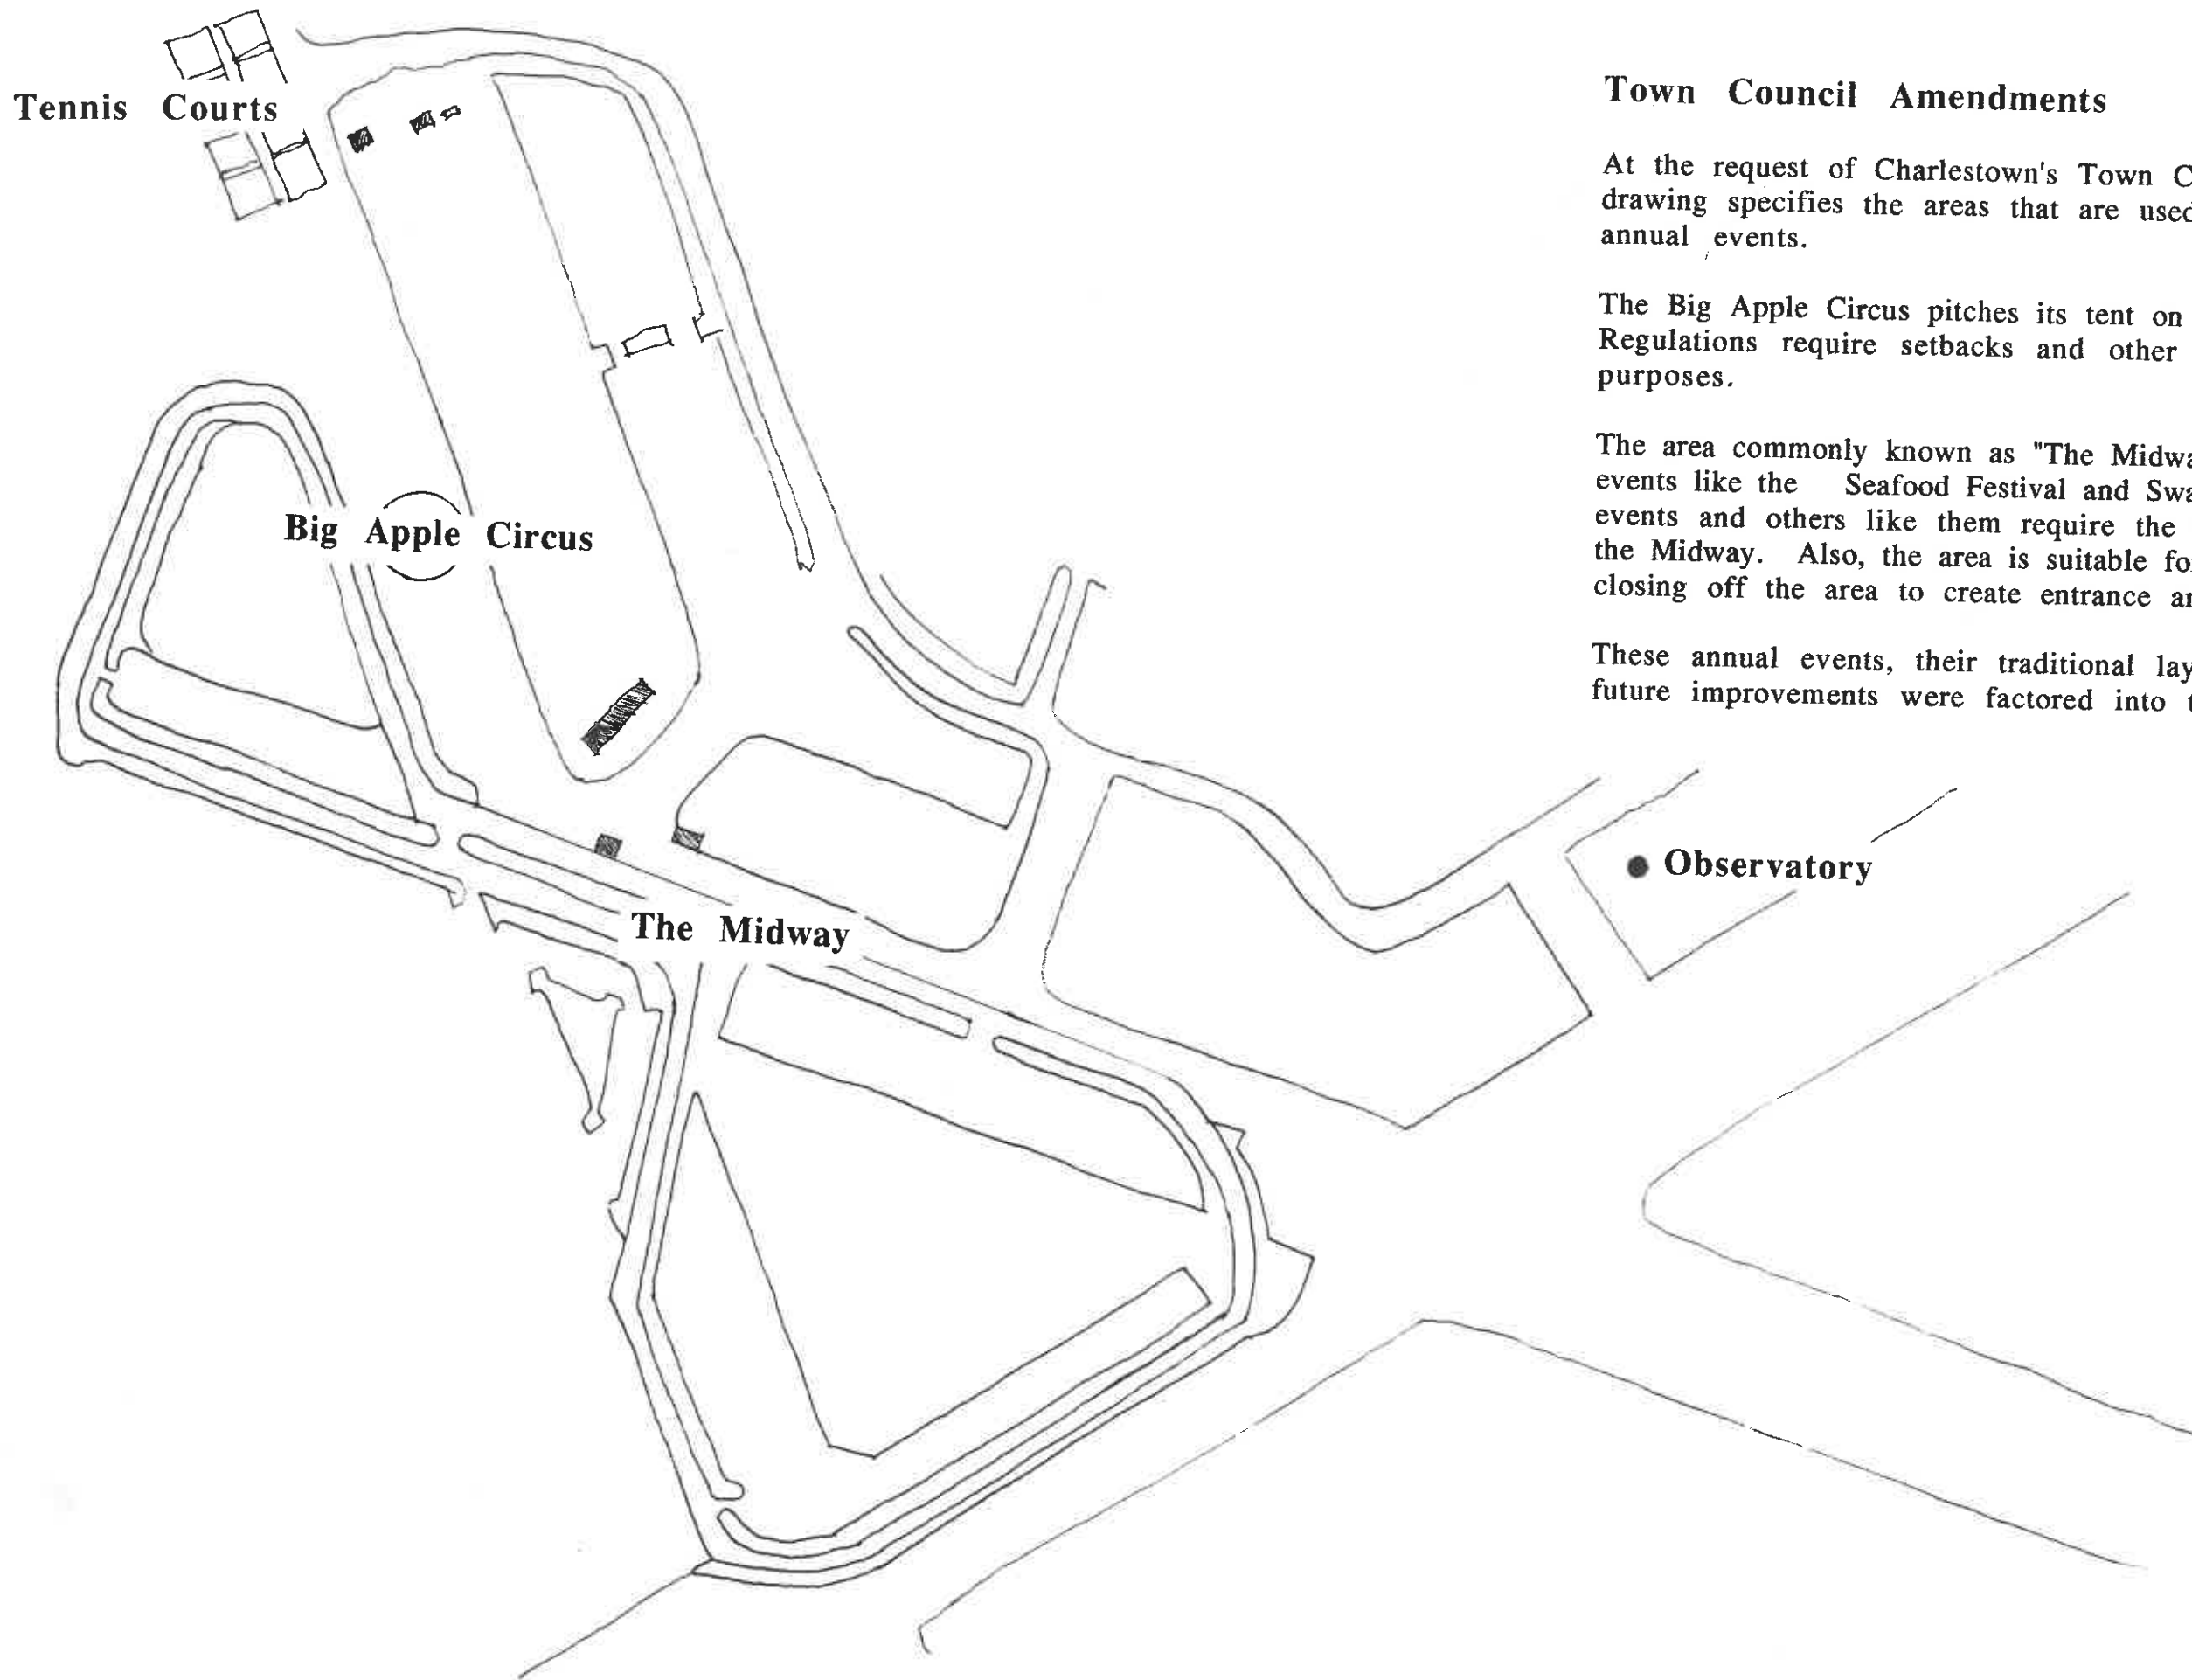 Tennis Courts
Big Apple Circus
The Midway
Observatory
Town Council Amendments
At the request of Charlestown's Town C
drawing specifies the areas that are used
annual events.
The Big Apple Circus pitches its tent on
Regulations require setbacks and other
purposes.
The area commonly known as "The Midwa
events like the Seafood Festival and Swa
events and others like them require the
the Midway. Also, the area is suitable for
closing off the area to create entrance an
These annual events, their traditional lay
future improvements were factored into t